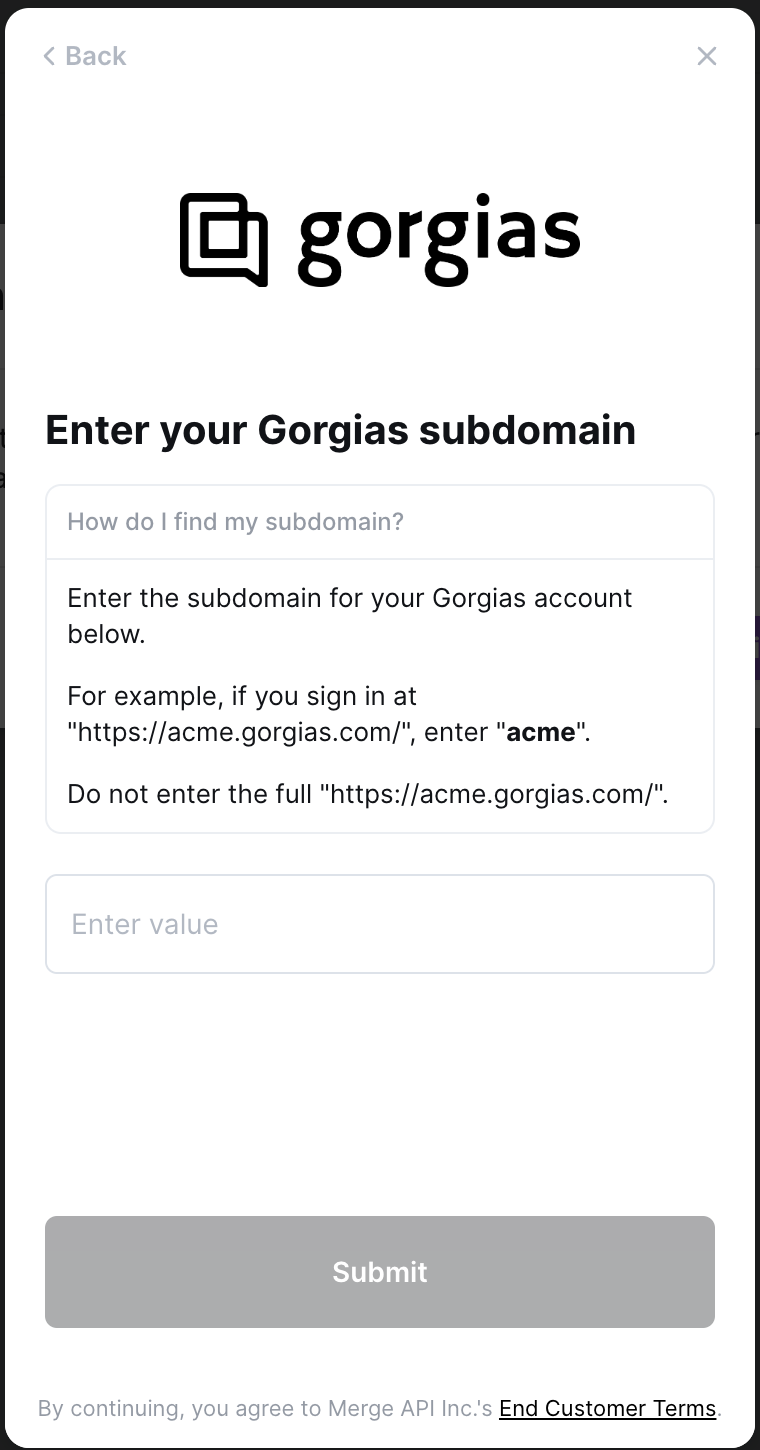 Back
gorgias
Enter your Gorgias subdomain
How do I find my subdomain?
Enter the subdomain for your Gorgias account
below.
For example, if you sign in at
"https://acme.gorgias.com/", enter "acme".
Do not enter the full "https://acme.gorgias.com/".
Enter value
Submit
By continuing, you agree to Merge API Inc.'s End Customer Terms.